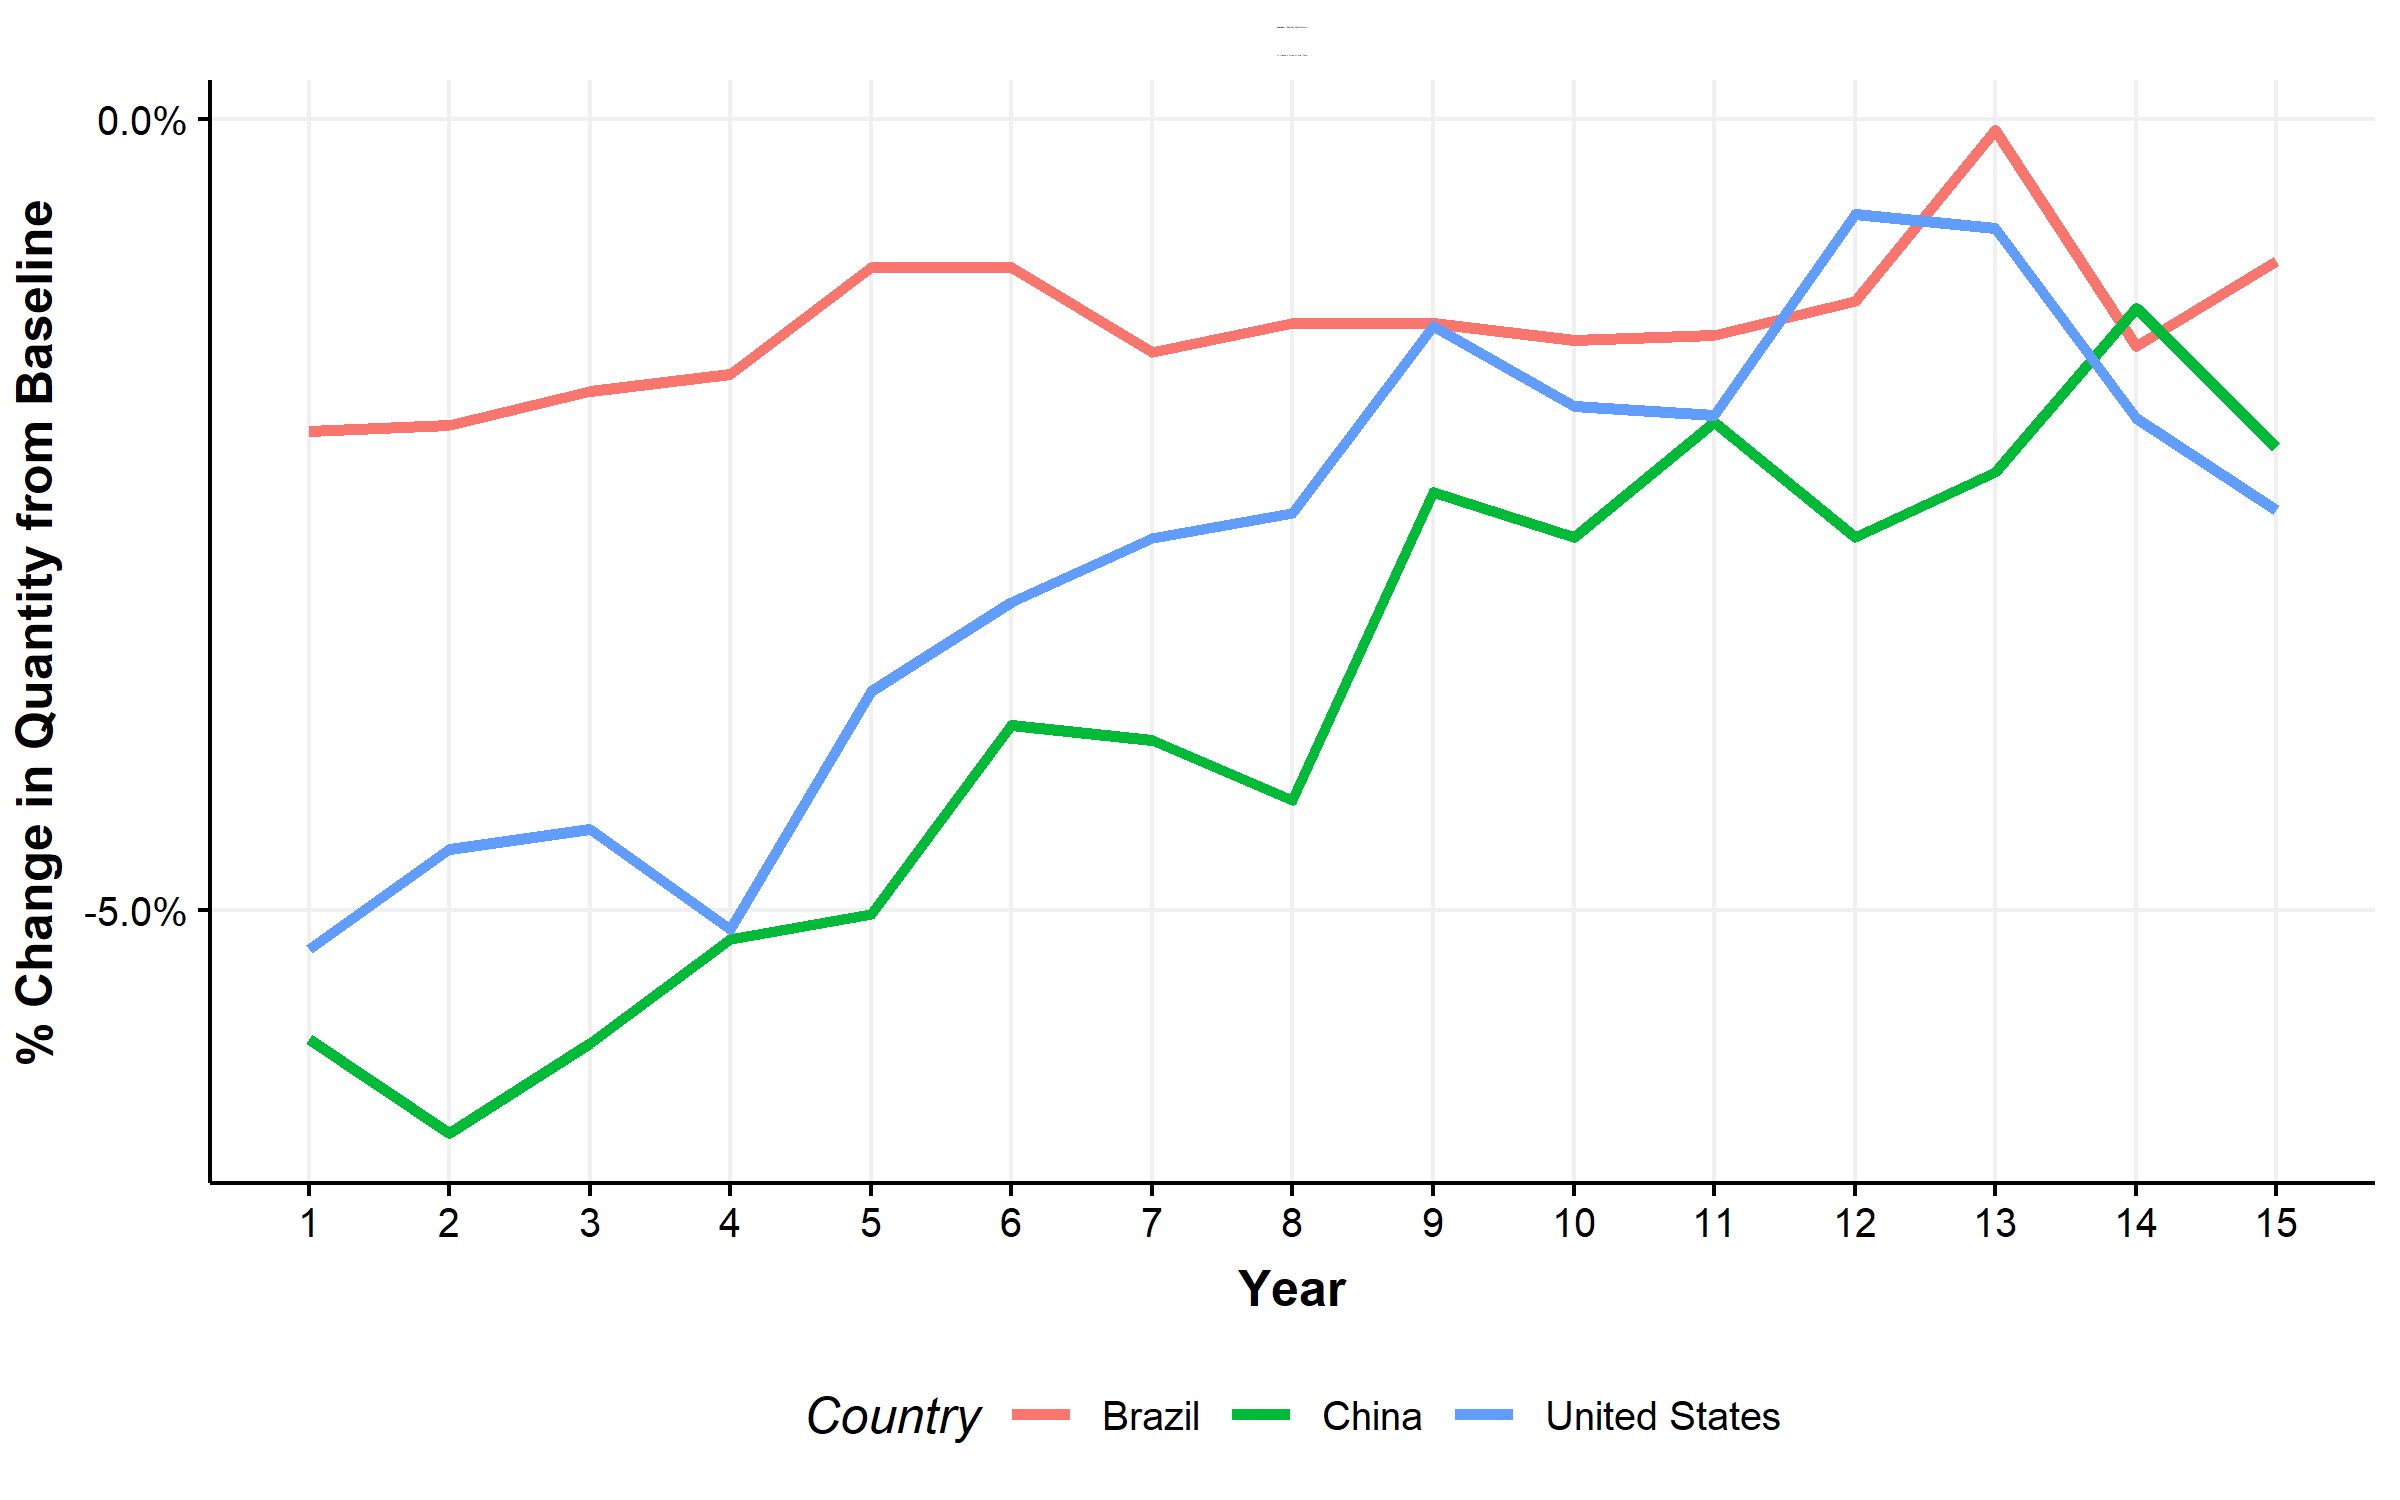 0.0%
-5.0%
% Change in Quantity from Baseline
1 2 3 4 5 6 7 8 9 10 11 12 13 14 15
Year
Country Brazil China United States